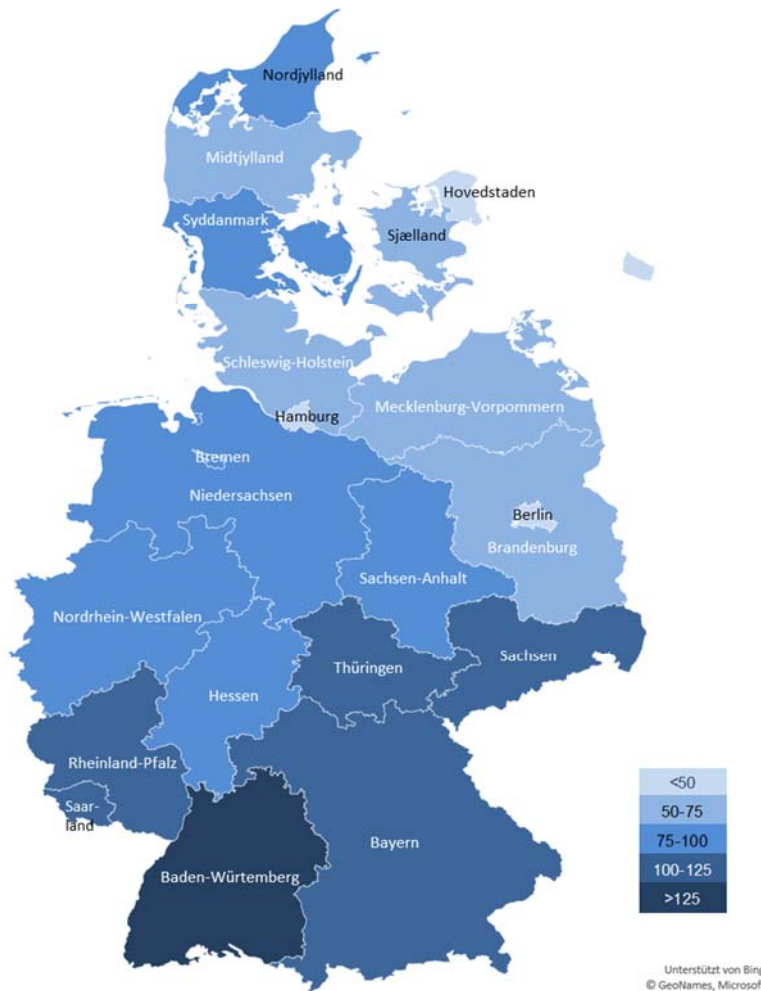 Nordjylland
Midtjylland
Hovedstaden
Syddanmark
Sjælland
Schleswig-Holstein
Mecklenburg-Vorpommern
Hamburg
Bremen
Niedersachsen
Berlin
Brandenburg
Sachsen-Anhalt
Nordrhein-Westfalen
Sachsen
Thüringen
Hessen
Rheinland-Pfalz
Saar-
land
Bayern
Baden-Würtemberg
<50
50-75
75-100
100-125
>125
Unterstützt von Bing
© GeoNames, Microsoft